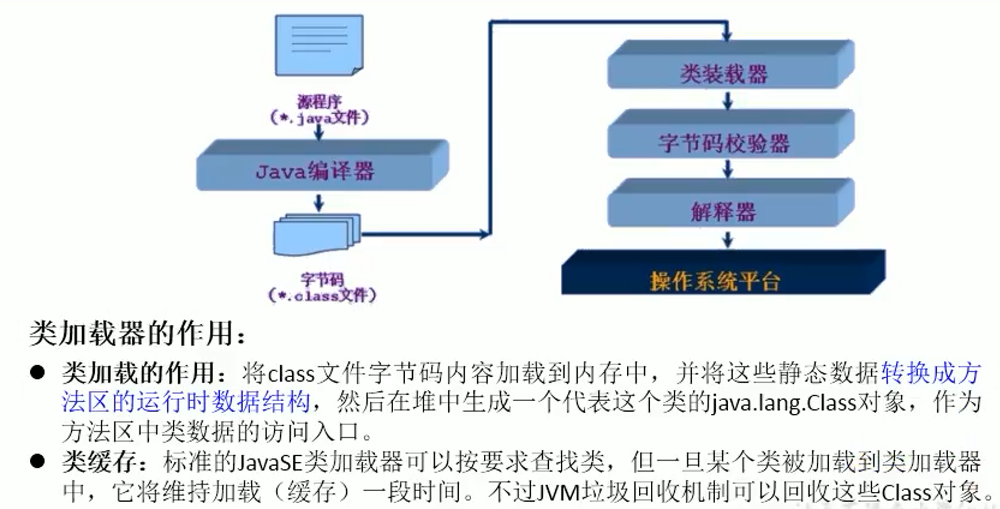 源程序
(*.java文件)
Java编译器
字节码
(*.class文件)
类装载器
字节码校验器
解释器
操作系统平台
类加载器的作用：
● 类加载的作用：将class文件字节码内容加载到内存中，并将这些静态数据转换成方
法区的运行时数据结构，然后在堆中生成一个代表这个类的java.lang.Class对象，作为
方法区中类数据的访问入口。
● 类缓存：标准的JavaSE类加载器可以按要求查找类，但一旦某个类被加载到类加载器
中，它将维持加载（缓存）一段时间。不过JVM垃圾回收机制可以回收这些Class对象。